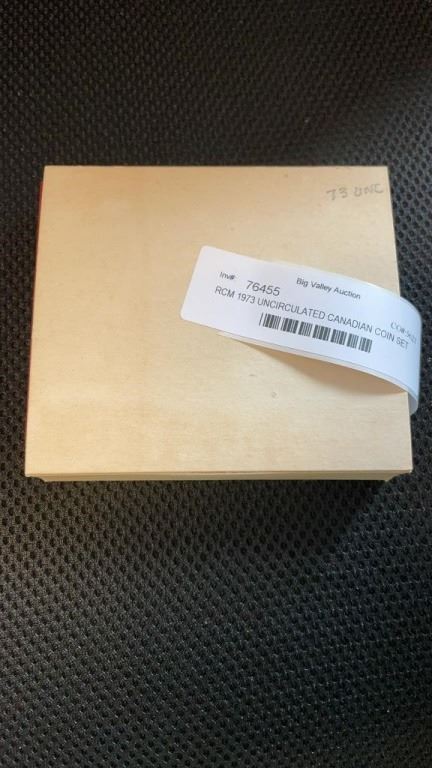 73 UNC
Inv#: 76455 Big Valley Auction
RCM 1973 UNCIRCULATED CANADIAN COIN SET